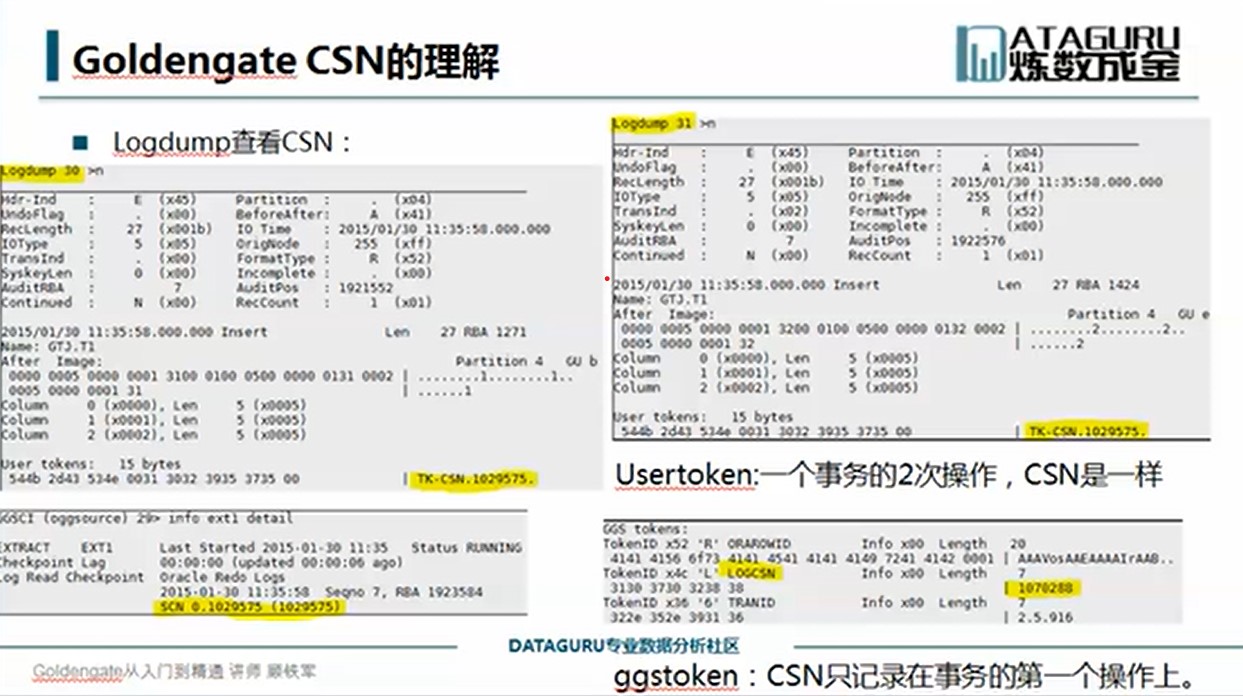 Goldengate CSN的理解
ATAGURU
炼数成金
Logdump查看CSN：
Logdump 30 >n
Hdr-Ind : E (x45) Partition : . (x04)
UndoFlag : . (x00) BeforeAfter: A (x41)
RecLength : 27 (x001b) IO Time : 2015/01/30 11:35:58.000.000
IOType : 5 (x05) OrigNode : 255 (xff)
TransInd : . (x00) FormatType : R (x52)
SyskeyLen : 0 (x00) Incomplete : . (x00)
AuditRBA : 7 AuditPos : 1921552
Continued : N (x00) RecCount : 1 (x01)
2015/01/30 11:35:58.000.000 Insert Len 27 RBA 1271
Name: GTJ.T1
After Image: Partition 4 GU b
0000 0005 0000 0001 3100 0100 0500 0000 0131 0002 | ........1........1..
0005 0000 0001 31 | ......1
Column 0 (x0000), Len 5 (x0005)
Column 1 (x0001), Len 5 (x0005)
Column 2 (x0002), Len 5 (x0005)
User tokens: 15 bytes
544b 2d43 534e 0031 3032 3935 3735 00 | TK-CSN.1029575.
GGSCI (oggsource) 29> info ext1 detail
EXTRACT EXT1 Last Started 2015-01-30 11:35 Status RUNNING
Checkpoint Lag 00:00:00 (updated 00:00:06 ago)
Log Read Checkpoint Oracle Redo Logs
2015-01-30 11:35:58 Seqno 7, RBA 1923584
SCN 0.1029575 (1029575)
Logdump 31 >n
Hdr-Ind : E (x45) Partition : . (x04)
UndoFlag : . (x00) BeforeAfter: A (x41)
RecLength : 27 (x001b) IO Time : 2015/01/30 11:35:58.000.000
IOType : 5 (x05) OrigNode : 255 (xff)
TransInd : . (x02) FormatType : R (x52)
SyskeyLen : 0 (x00) Incomplete : . (x00)
AuditRBA : 7 AuditPos : 1922576
Continued : N (x00) RecCount : 1 (x01)
2015/01/30 11:35:58.000.000 Insert Len 27 RBA 1424
Name: GTJ.T1
After Image: Partition 4 GU e
0000 0005 0000 0001 3200 0100 0500 0000 0132 0002 | ........2........2..
0005 0000 0001 32 | ......2
Column 0 (x0000), Len 5 (x0005)
Column 1 (x0001), Len 5 (x0005)
Column 2 (x0002), Len 5 (x0005)
User tokens: 15 bytes
544b 2d43 534e 0031 3032 3935 3735 00 | TK-CSN.1029575.
Usertoken:一个事务的2次操作，CSN是一样
GGS tokens:
TokenID x52 'R' ORAROWID Info x00 Length 20
4141 4156 6f73 4141 4541 4141 4149 7241 4142 0001 | AAAVosAAEAAAAIrAAB..
TokenID x4c 'L' LOGCSN Info x00 Length 7
3130 3730 3238 38 | 1070288
TokenID x36 '6' TRANID Info x00 Length 7
322e 352e 3931 36 | 2.5.916
DATAGURU专业数据分析社区
Goldengate从入门到精通 讲师 顾铁军
ggstoken：CSN只记录在事务的第一个操作上。